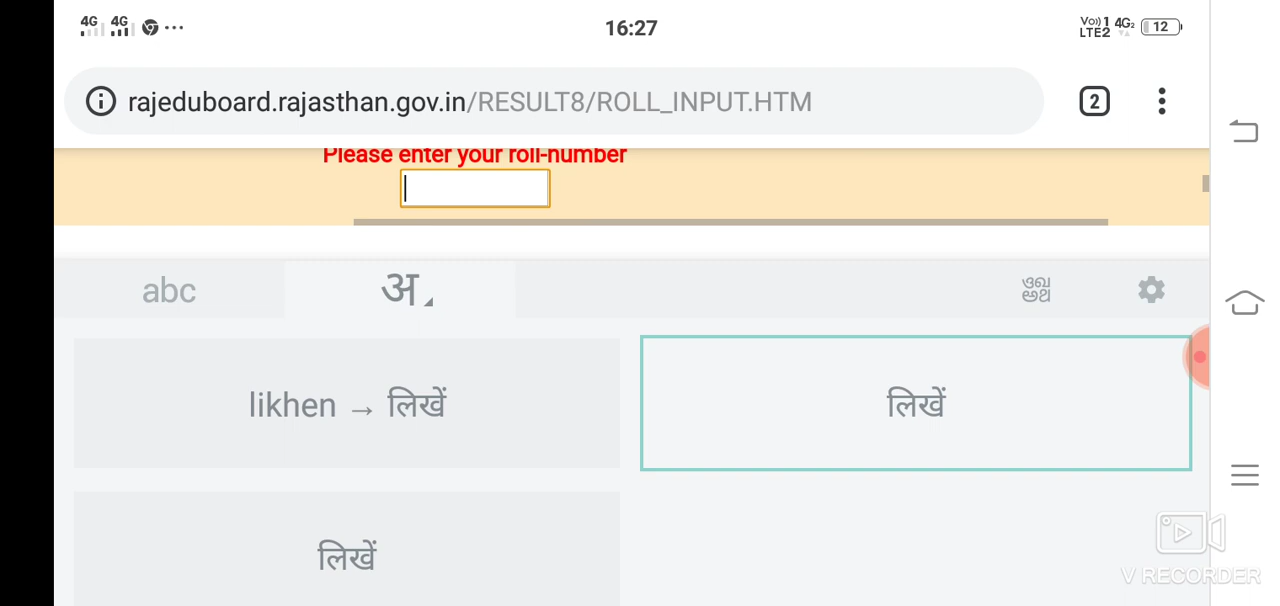 4G 4G ... 16:27 Vo)) 1 4G2 12
LTE2
rajeduboard.rajasthan.gov.in/RESULT8/ROLL_INPUT.HTM 2
Please enter your roll-number
abc अ
likhen → लिखें लिखें
लिखें
V RECORDER